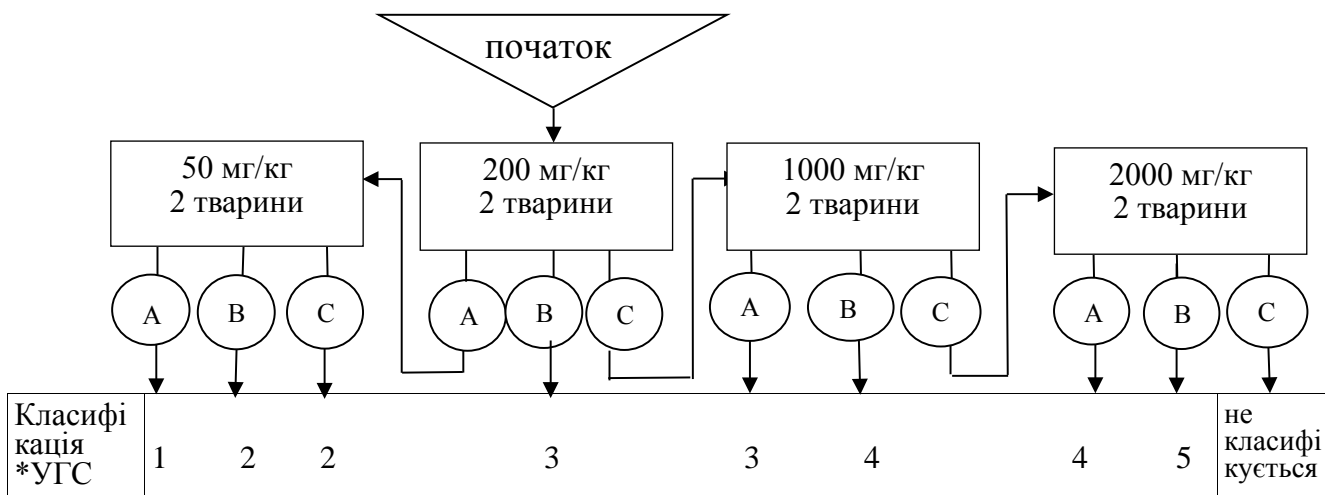 початок
50 мг/кг
2 тварини
200 мг/кг
2 тварини
1000 мг/кг
2 тварини
2000 мг/кг
2 тварини
A B C A B C A B C A B C
Класифі
кація
*УГС
1 2 2 3 3 4 4 5
не
класифі
кується